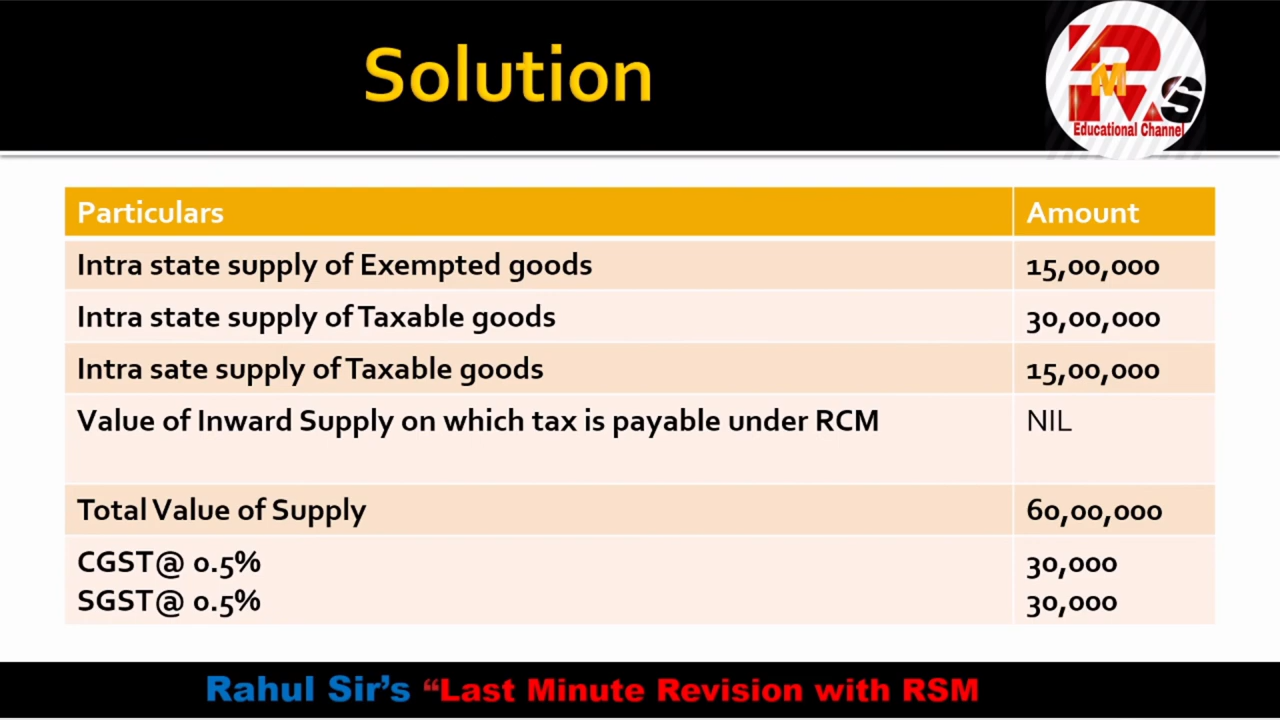 Solution
RMS
Educational Channel
Particulars Amount
Intra state supply of Exempted goods 15,00,000
Intra state supply of Taxable goods 30,00,000
Intra sate supply of Taxable goods 15,00,000
Value of Inward Supply on which tax is payable under RCM NIL
Total Value of Supply 60,00,000
CGST@ 0.5% 30,000
SGST@ 0.5% 30,000
Rahul Sir's “Last Minute Revision with RSM